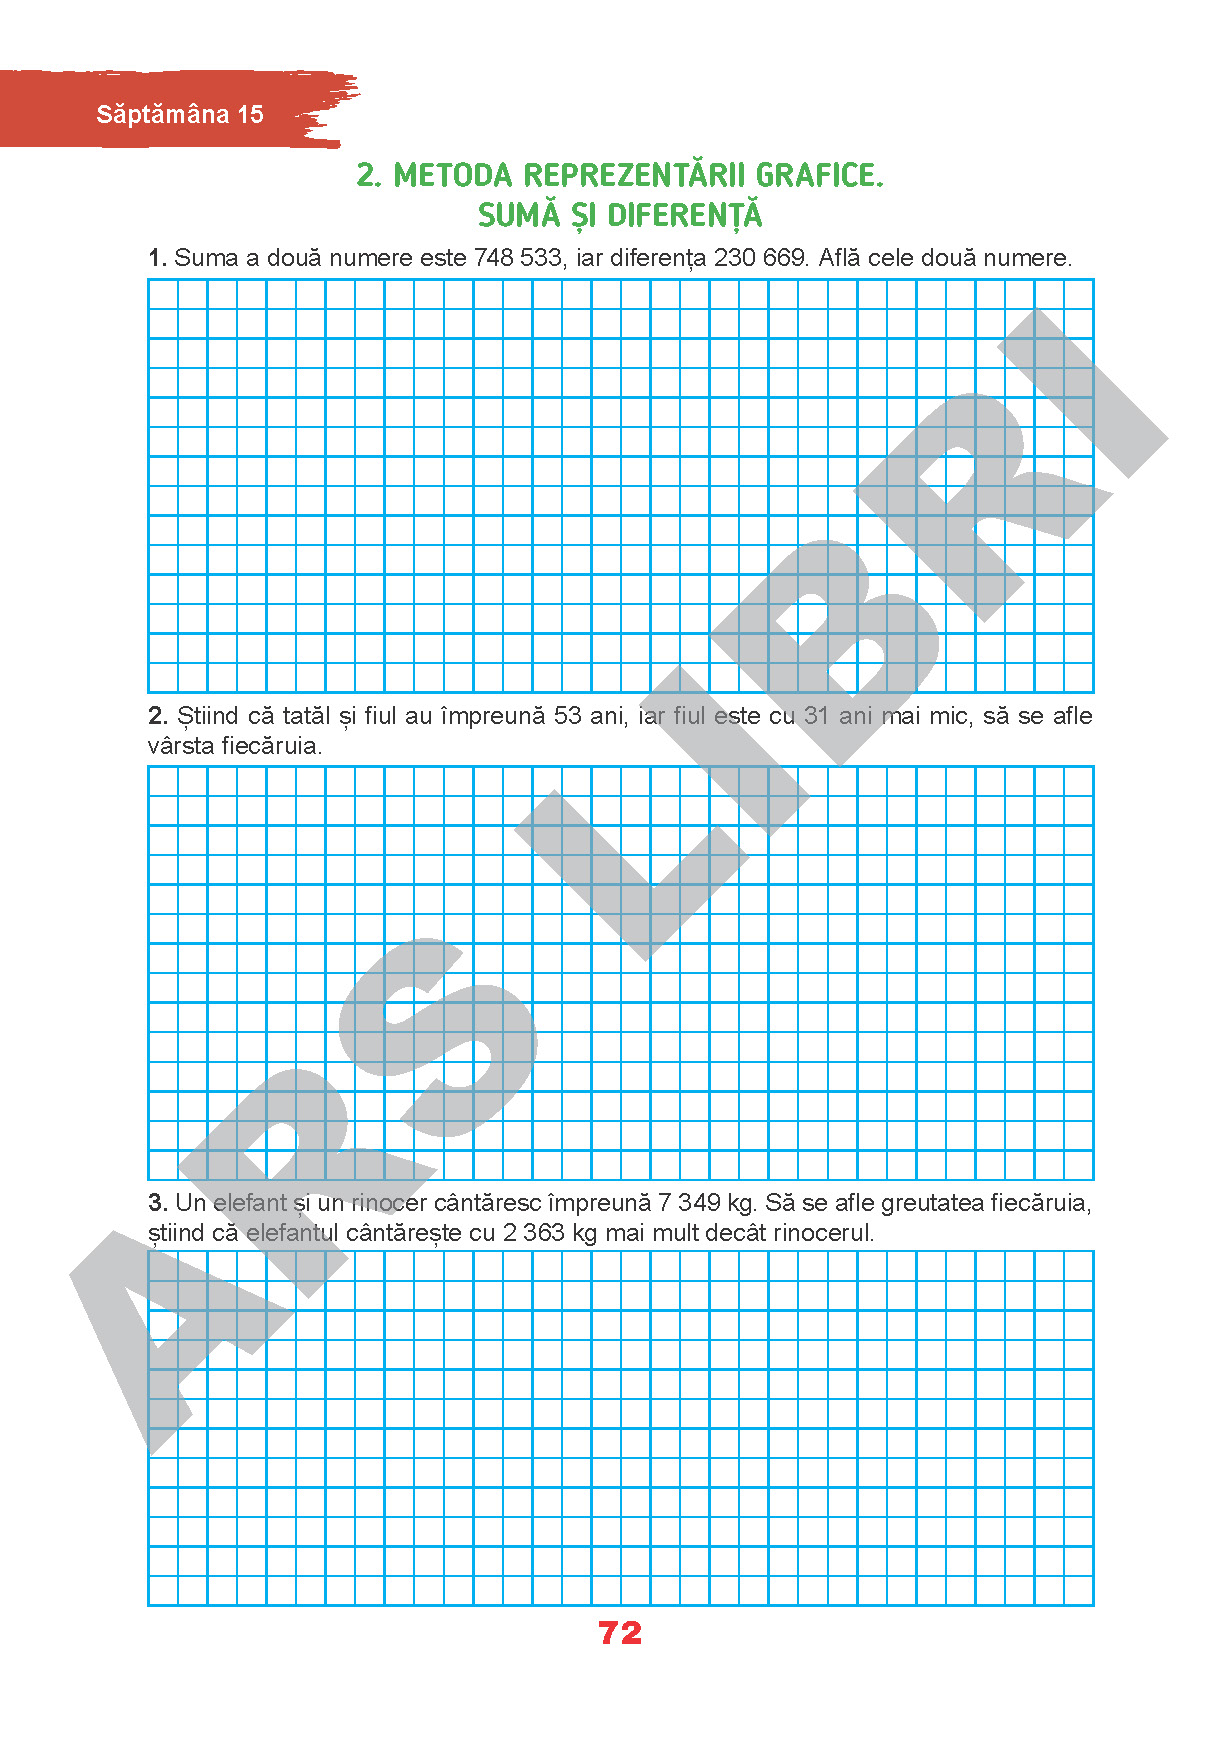 Săptămâna 15
2. METODA REPREZENTĂRII GRAFICE.
SUMĂ ȘI DIFERENȚĂ
1. Suma a două numere este 748 533, iar diferența 230 669. Află cele două numere.
2. Știind că tatăl și fiul au împreună 53 ani, iar fiul este cu 31 ani mai mic, să se afle
vârsta fiecăruia.
3. Un elefant și un rinocer cântăresc împreună 7 349 kg. Să se afle greutatea fiecăruia,
știind că elefantul cântărește cu 2 363 kg mai mult decât rinocerul.
ARS LIBRI
72